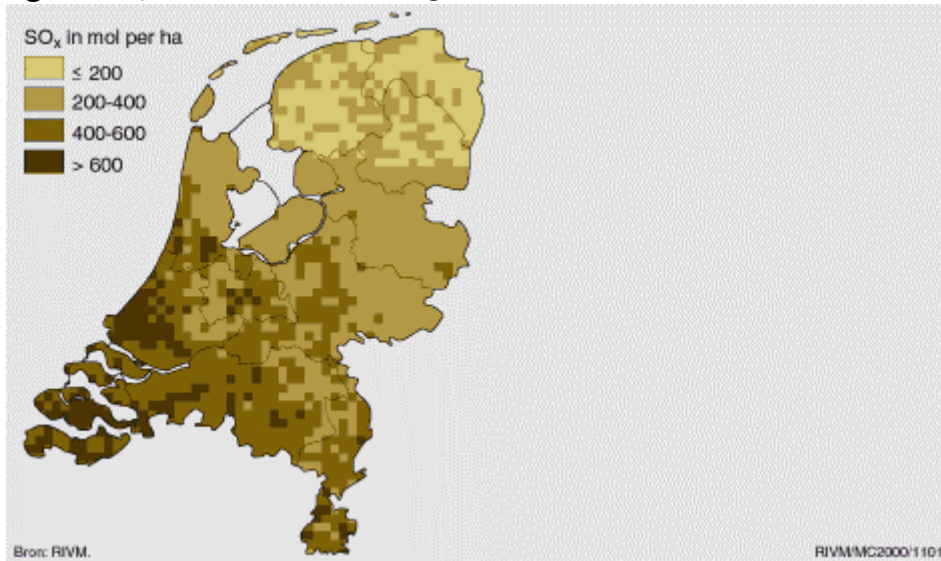 SOx in mol per ha
≤ 200
200-400
400-600
> 600
Bron: RIVM.
RIVM/MC2000/1101